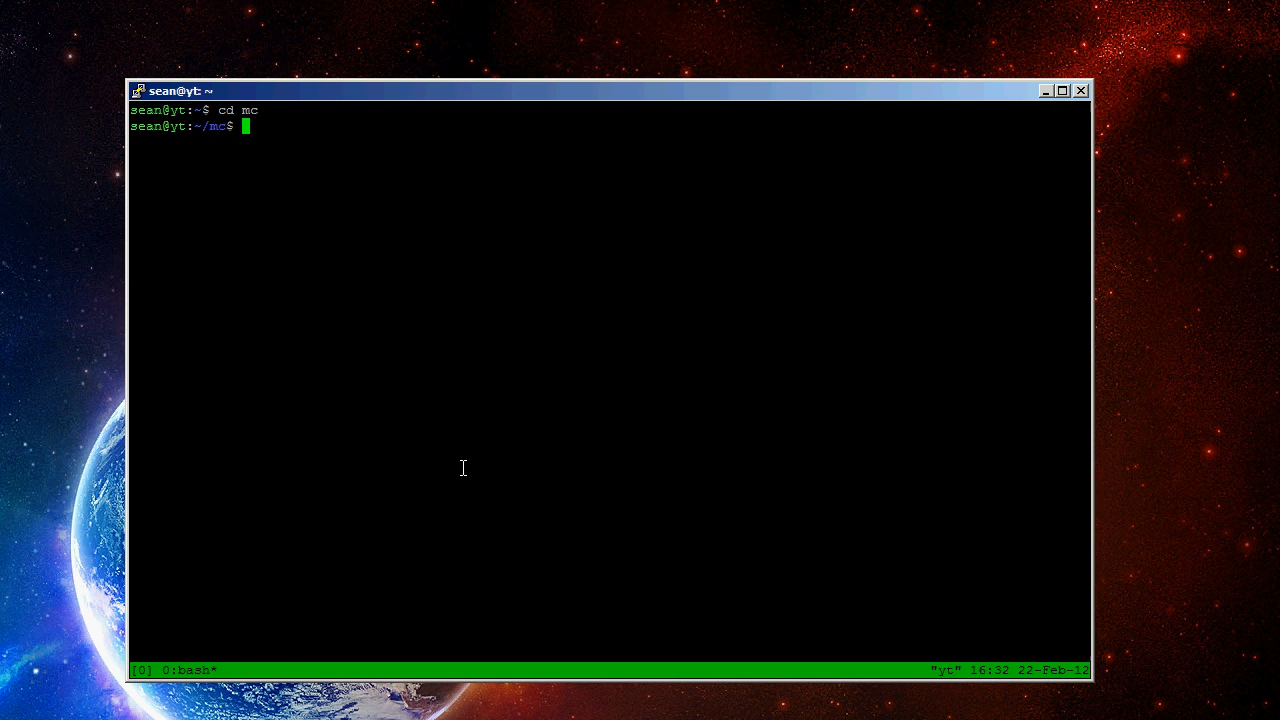 sean@yt: ~
sean@yt:~$ cd mc
sean@yt:~/mc$
[0] 0:bash* "yt" 16:32 22-Feb-12